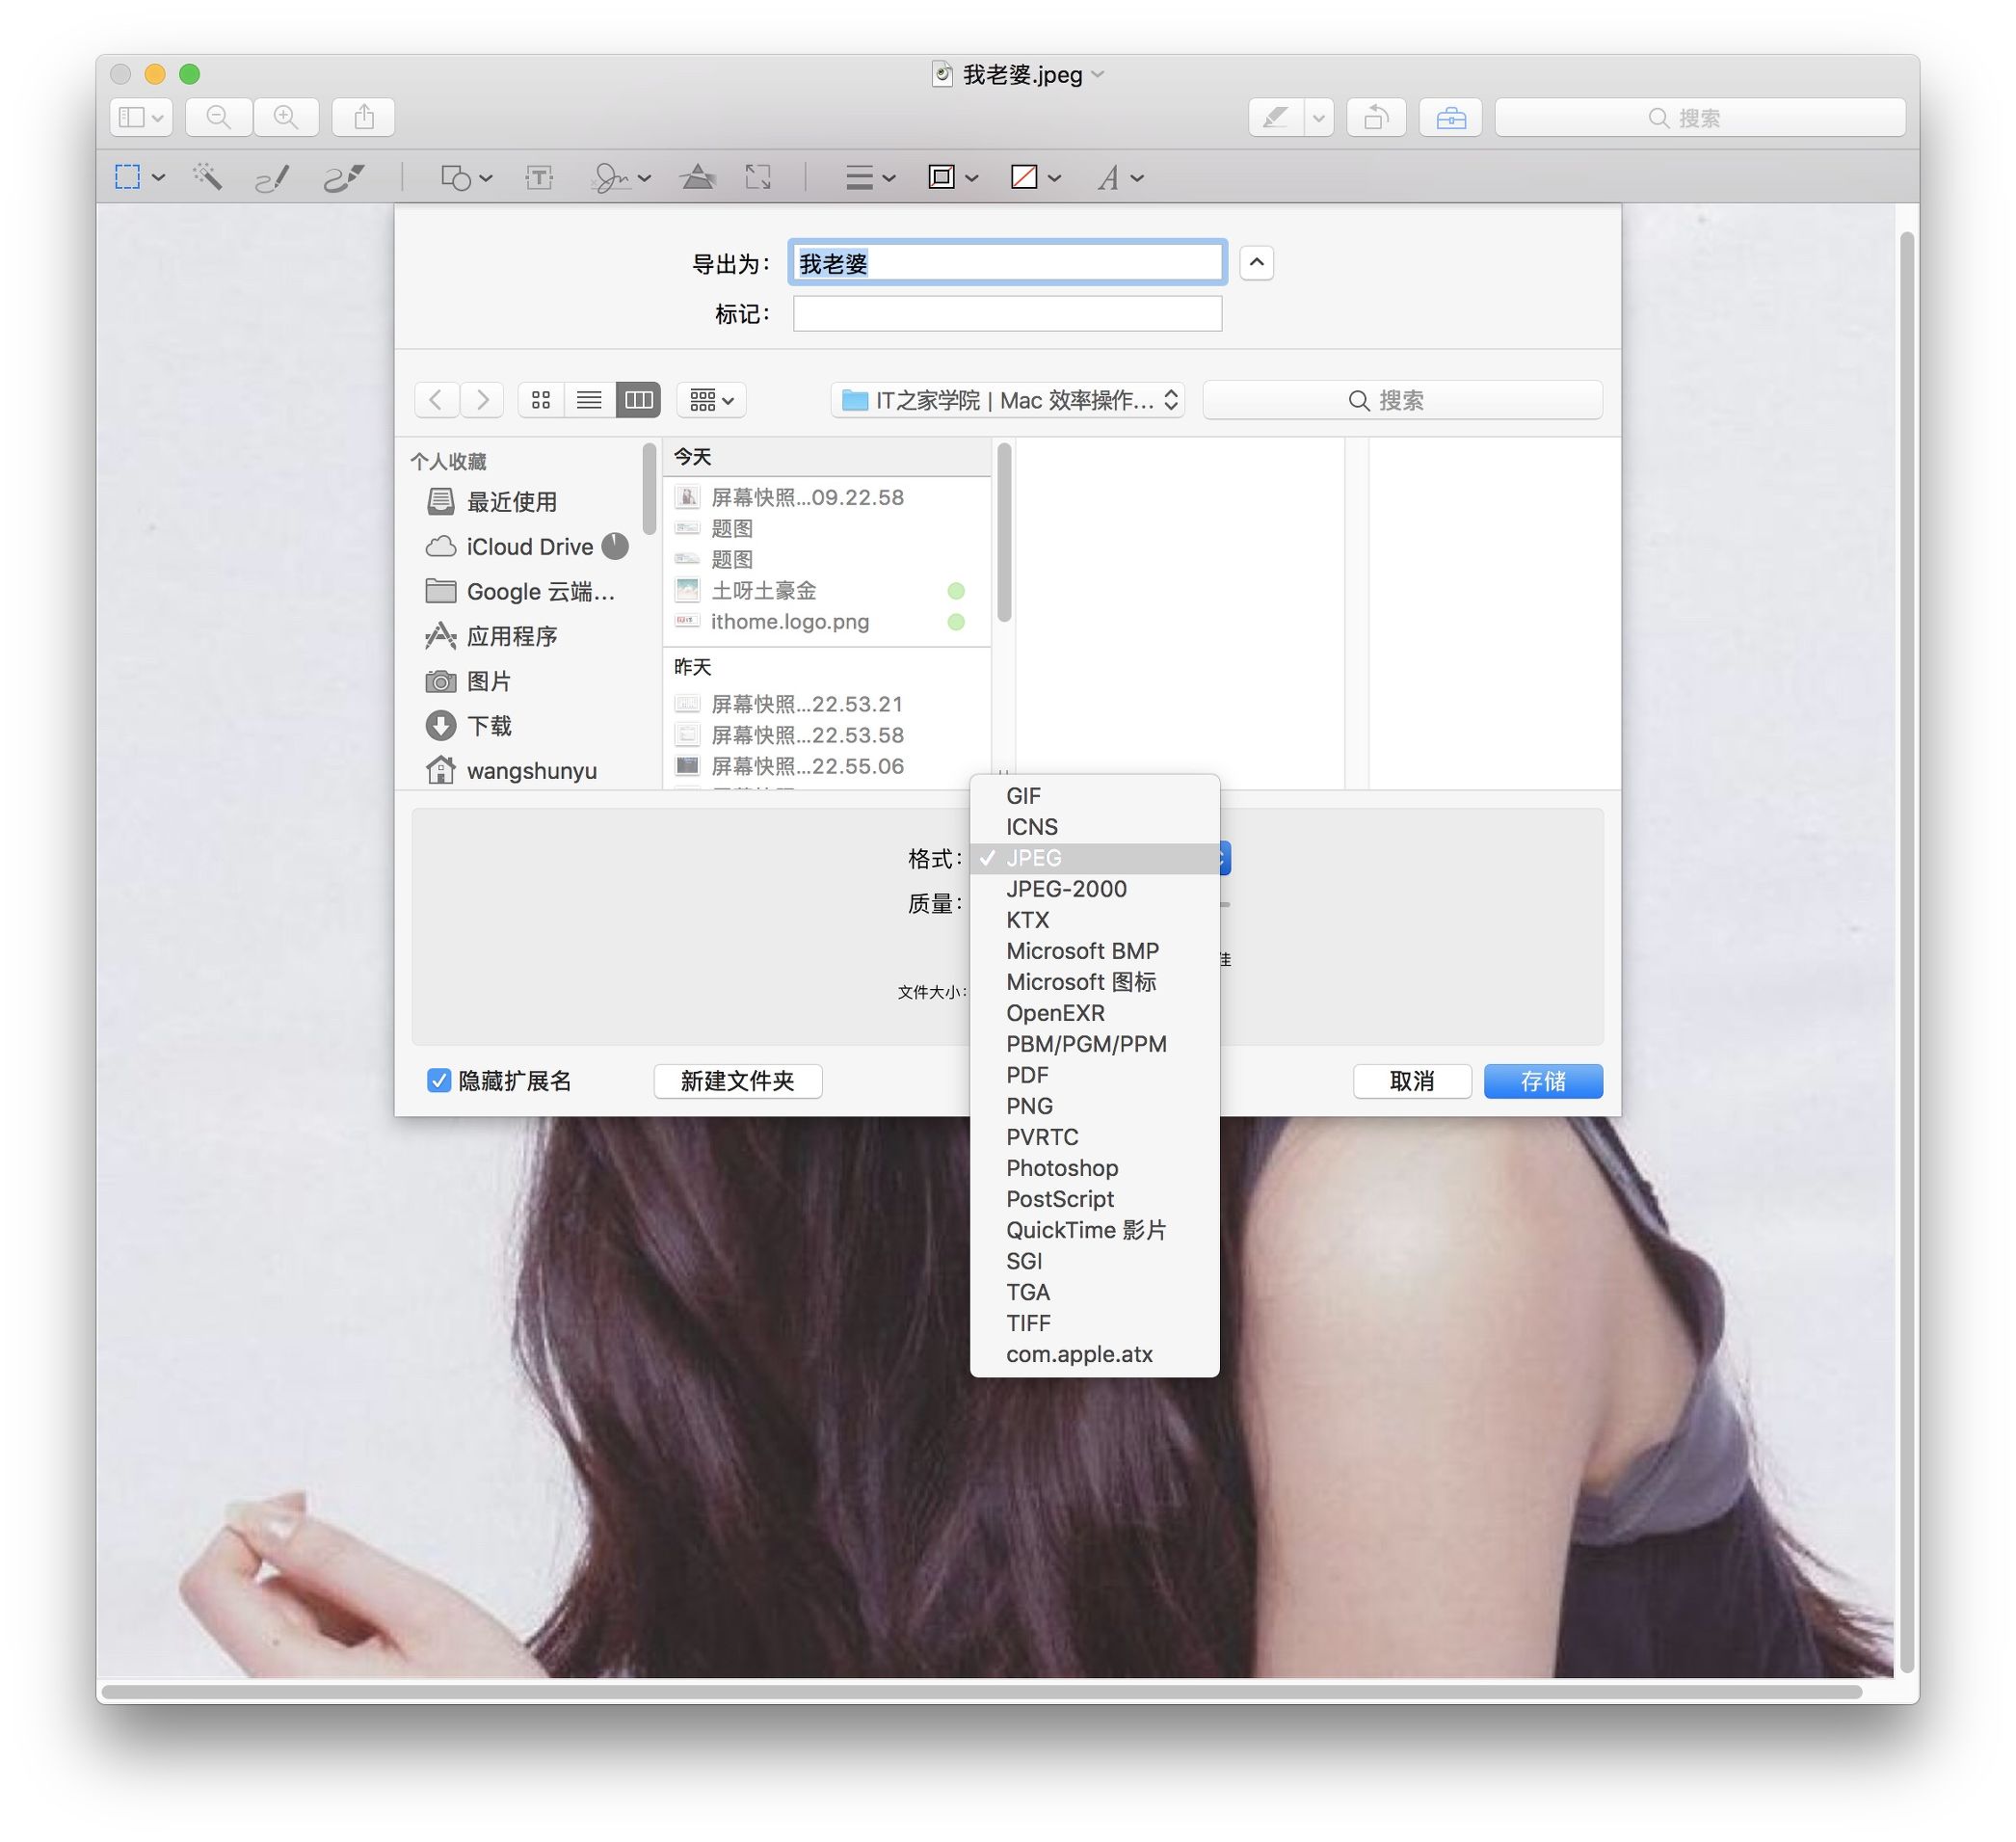 我老婆.jpeg
搜索
导出为：
我老婆
标记：
IT之家学院 | Mac 效率操作…
搜索
个人收藏
最近使用
iCloud Drive
Google 云端…
应用程序
图片
下载
wangshunyu
今天
屏幕快照...09.22.58
题图
题图
土呀土豪金
ithome.logo.png
昨天
屏幕快照...22.53.21
屏幕快照...22.53.58
屏幕快照...22.55.06
格式：
质量：
文件大小：
GIF
ICNS
JPEG
JPEG-2000
KTX
Microsoft BMP
Microsoft 图标
OpenEXR
PBM/PGM/PPM
PDF
PNG
PVRTC
Photoshop
PostScript
QuickTime 影片
SGI
TGA
TIFF
com.apple.atx
隐藏扩展名
新建文件夹
取消
存储